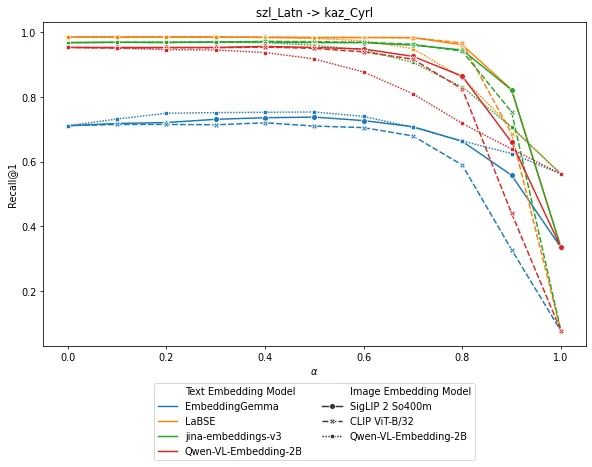 szl_Latn -> kaz_Cyrl
Recall@1
1.0
0.8
0.6
0.4
0.2
0.0 0.2 0.4 0.6 0.8 1.0
α
Text Embedding Model
EmbeddingGemma
LaBSE
jina-embeddings-v3
Qwen-VL-Embedding-2B
Image Embedding Model
SigLIP 2 So400m
CLIP ViT-B/32
Qwen-VL-Embedding-2B